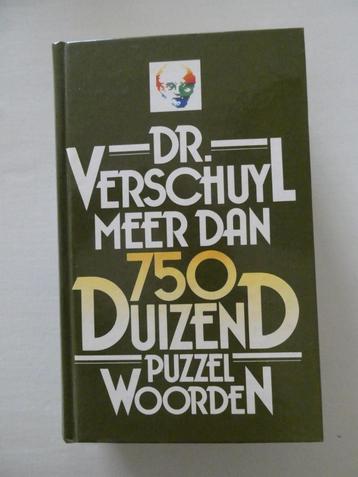 DR.
VERSCHUYL
MEER DAN
750
DUIZEND
PUZZEL
WOORDEN